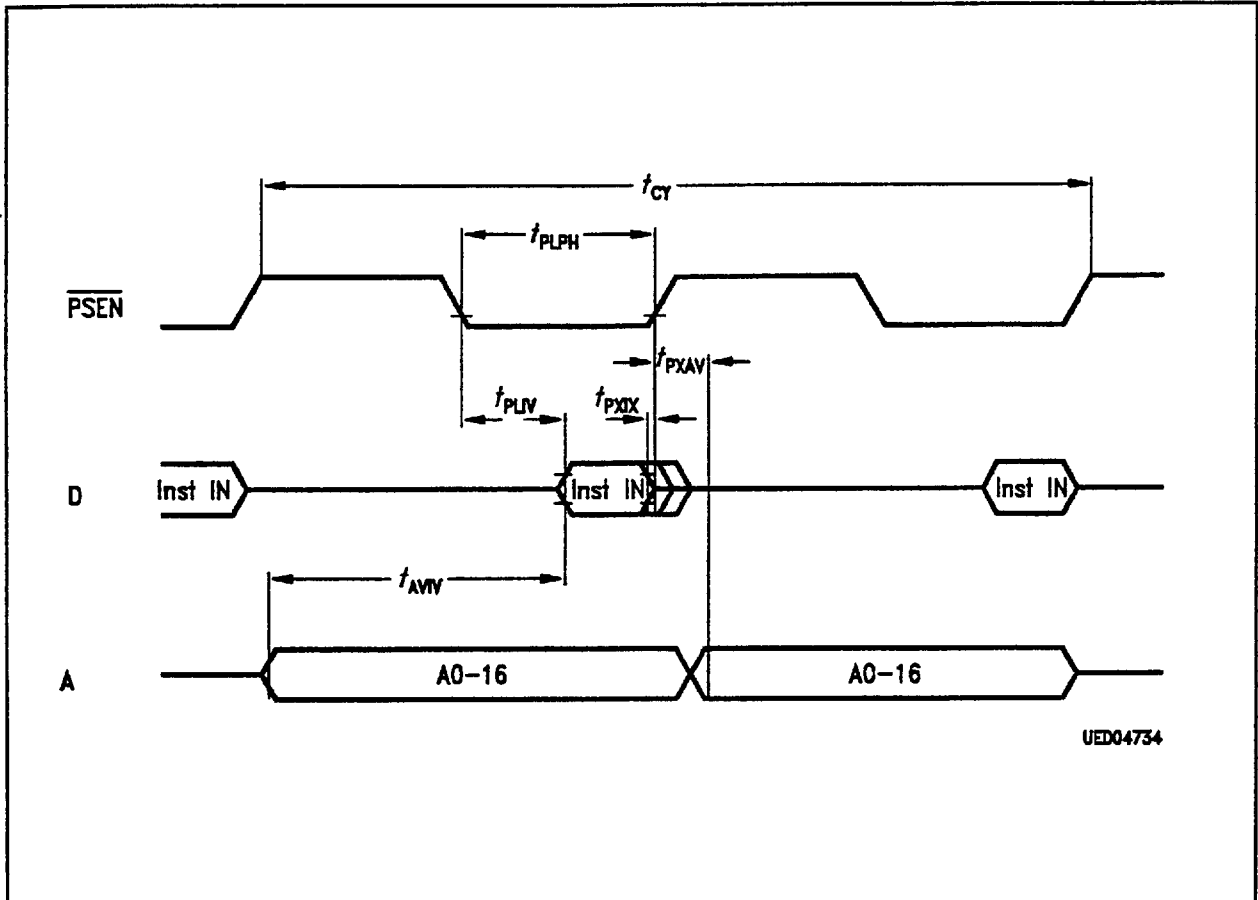 tCY
tPLPH
PSEN
tPXAV
tPLIV tPXIX
D Inst IN Inst IN Inst IN
tAVIV
A A0-16 A0-16
UED04734